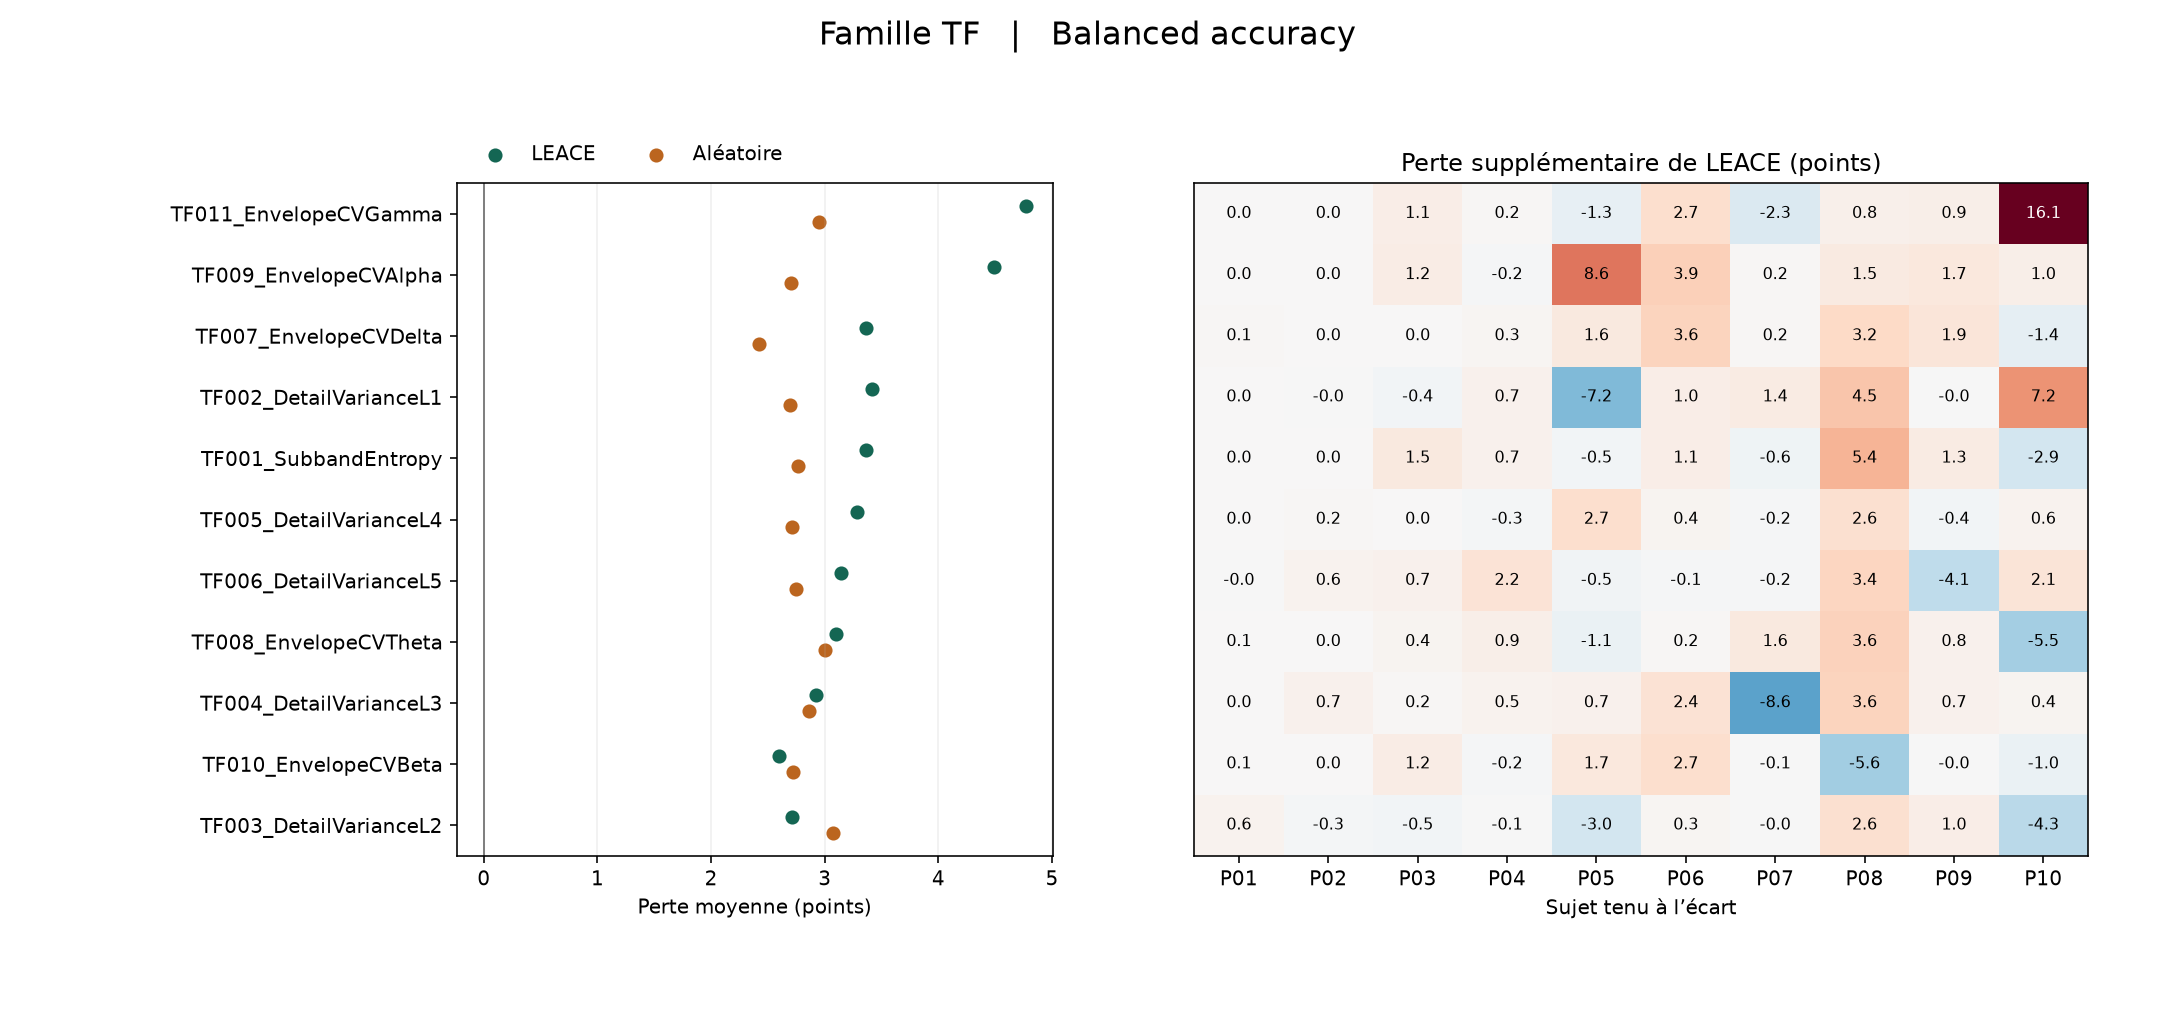 Famille TF | Balanced accuracy
LEACE Aléatoire
TF011_EnvelopeCVGamma
TF009_EnvelopeCVAlpha
TF007_EnvelopeCVDelta
TF002_DetailVarianceL1
TF001_SubbandEntropy
TF005_DetailVarianceL4
TF006_DetailVarianceL5
TF008_EnvelopeCVTheta
TF004_DetailVarianceL3
TF010_EnvelopeCVBeta
TF003_DetailVarianceL2
0 1 2 3 4 5
Perte moyenne (points)
Perte supplémentaire de LEACE (points)
0.0 0.0 1.1 0.2 -1.3 2.7 -2.3 0.8 0.9 16.1
0.0 0.0 1.2 -0.2 8.6 3.9 0.2 1.5 1.7 1.0
0.1 0.0 0.0 0.3 1.6 3.6 0.2 3.2 1.9 -1.4
0.0 -0.0 -0.4 0.7 -7.2 1.0 1.4 4.5 -0.0 7.2
0.0 0.0 1.5 0.7 -0.5 1.1 -0.6 5.4 1.3 -2.9
0.0 0.2 0.0 -0.3 2.7 0.4 -0.2 2.6 -0.4 0.6
-0.0 0.6 0.7 2.2 -0.5 -0.1 -0.2 3.4 -4.1 2.1
0.1 0.0 0.4 0.9 -1.1 0.2 1.6 3.6 0.8 -5.5
0.0 0.7 0.2 0.5 0.7 2.4 -8.6 3.6 0.7 0.4
0.1 0.0 1.2 -0.2 1.7 2.7 -0.1 -5.6 -0.0 -1.0
0.6 -0.3 -0.5 -0.1 -3.0 0.3 -0.0 2.6 1.0 -4.3
P01 P02 P03 P04 P05 P06 P07 P08 P09 P10
Sujet tenu à l’écart